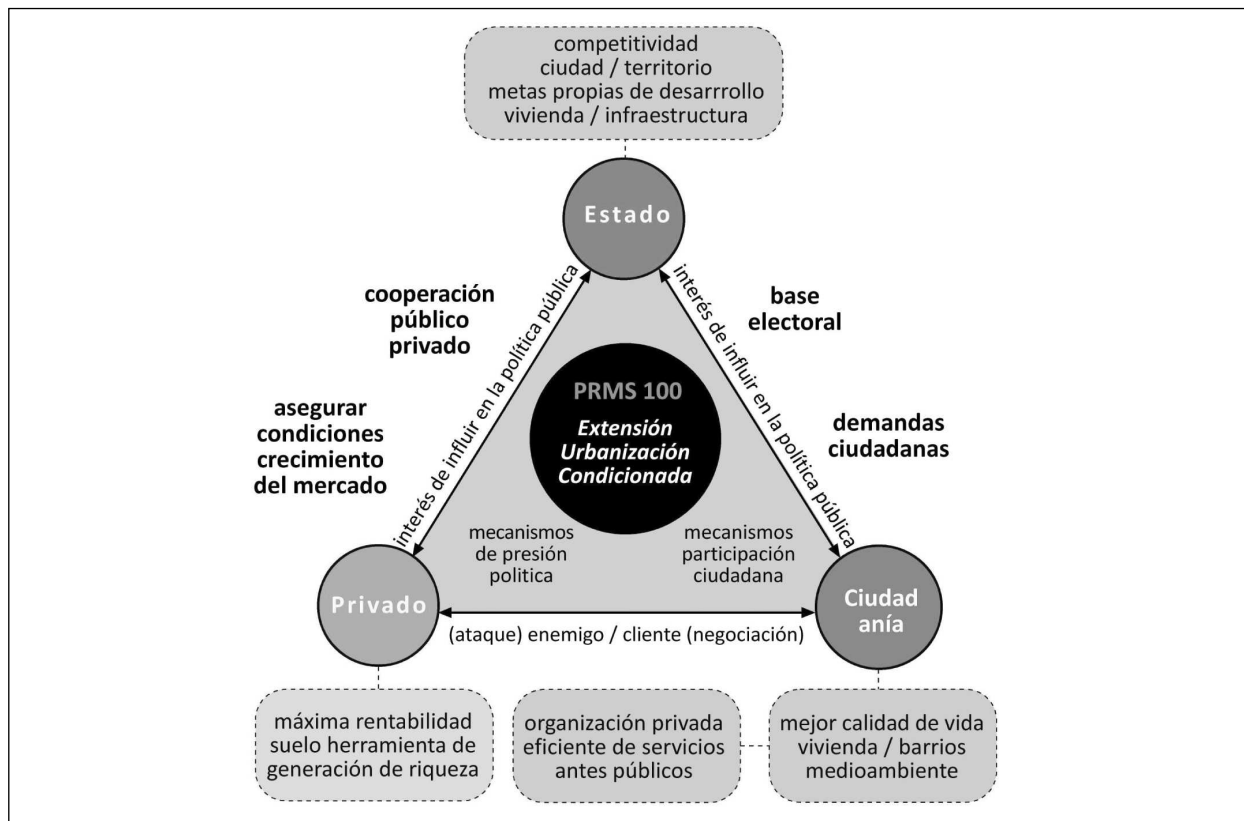 competitividad
ciudad / territorio
metas propias de desarrrollo
vivienda / infraestructura
Estado
cooperación
público
privado
interés de influir en la política pública
interés de influir en la política pública
base
electoral
asegurar
condiciones
crecimiento
del mercado
PRMS 100
Extensión
Urbanización
Condicionada
demandas
ciudadanas
mecanismos
de presión
politica
mecanismos
participación
ciudadana
Privado
(ataque) enemigo / cliente (negociación)
Ciudad
anía
máxima rentabilidad
suelo herramienta de
generación de riqueza
organización privada
eficiente de servicios
antes públicos
mejor calidad de vida
vivienda / barrios
medioambiente